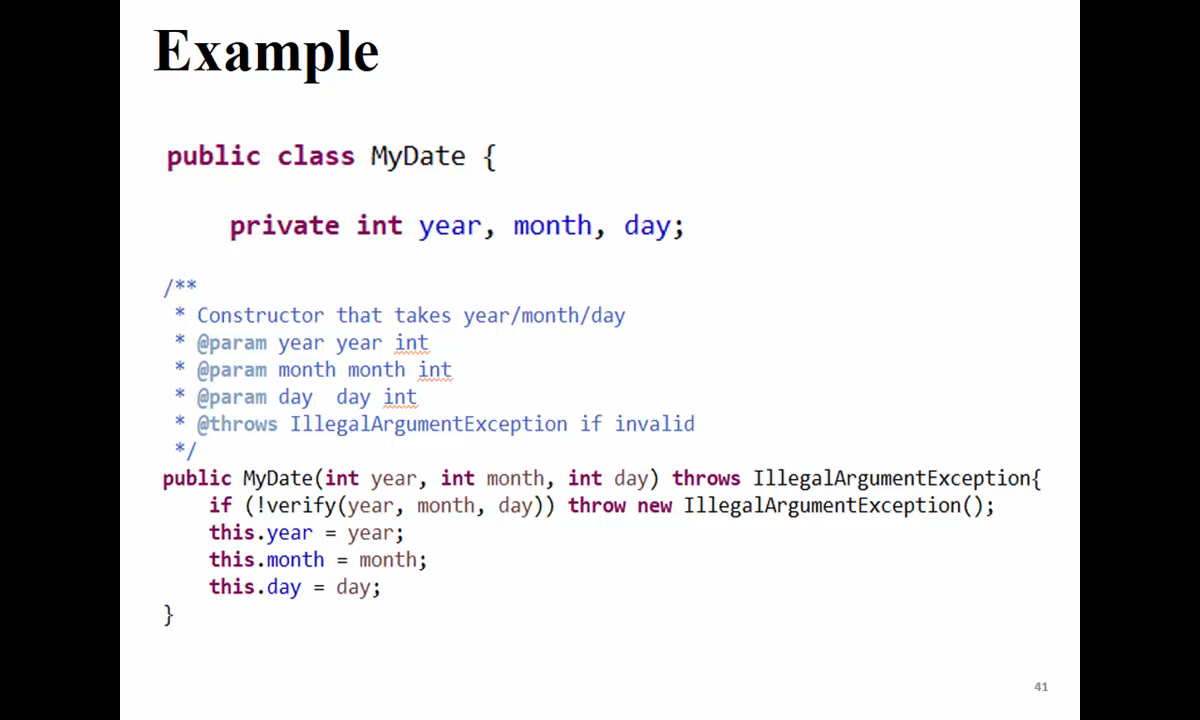 Example
public class MyDate {
private int year, month, day;
/**
* Constructor that takes year/month/day
* @param year year int
* @param month month int
* @param day  day int
* @throws IllegalArgumentException if invalid
*/
public MyDate(int year, int month, int day) throws IllegalArgumentException{
if (!verify(year, month, day)) throw new IllegalArgumentException();
this.year = year;
this.month = month;
this.day = day;
}
41